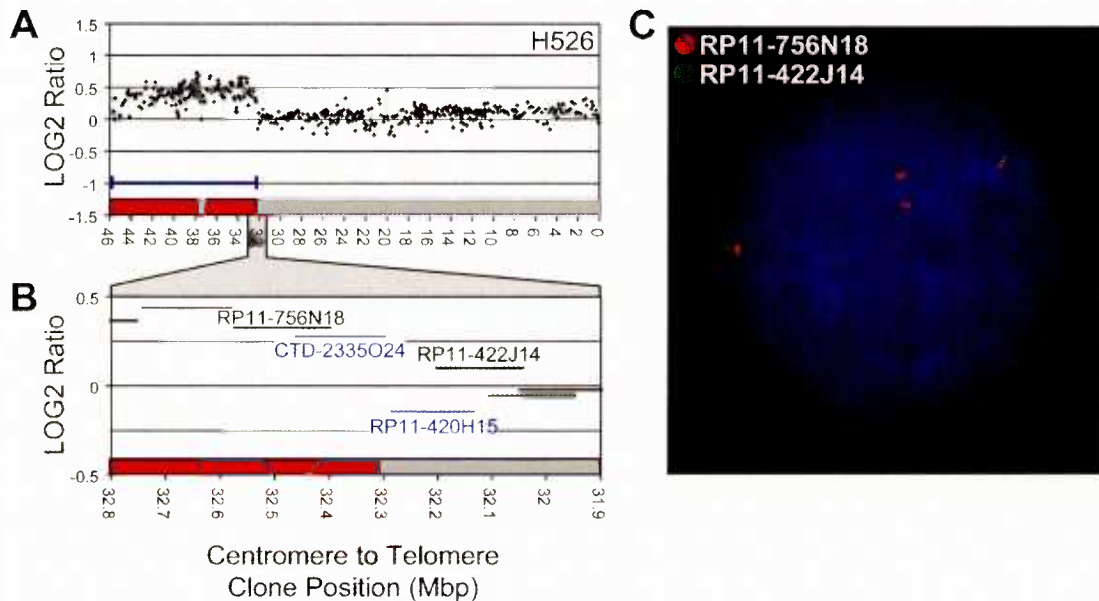 A
H526
LOG2 Ratio
1.5
1
0.5
0
-0.5
-1
-1.5
46 44 42 40 38 36 34 32 30 28 26 24 22 20 18 16 14 12 10 8 6 4 2 0
B
LOG2 Ratio
0.5
0
-0.5
RP11-756N18
CTD-2335O24
RP11-422J14
RP11-420H15
32.8 32.7 32.6 32.5 32.4 32.3 32.2 32.1 32 31.9
Centromere to Telomere
Clone Position (Mbp)
C
RP11-756N18
RP11-422J14